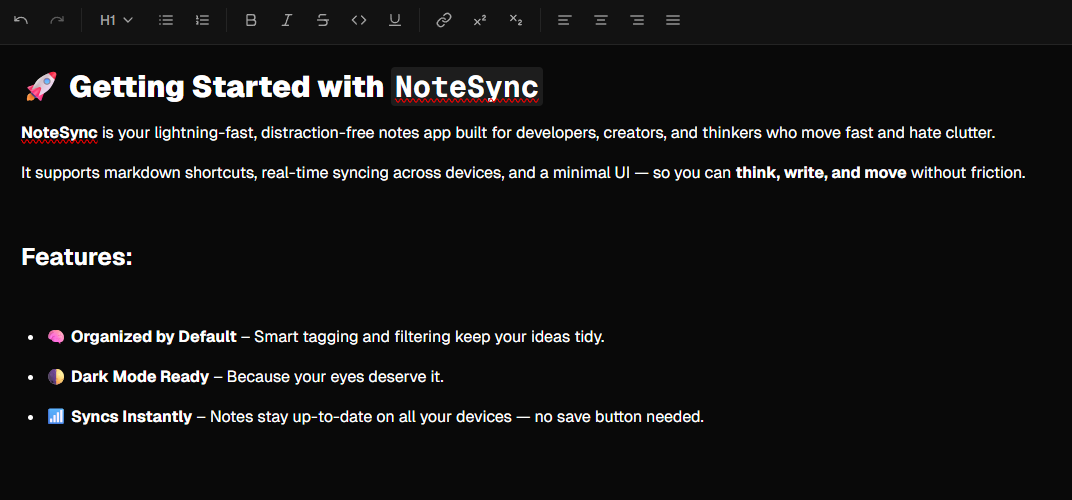 H1
🚀 Getting Started with NoteSync
NoteSync is your lightning-fast, distraction-free notes app built for developers, creators, and thinkers who move fast and hate clutter.
It supports markdown shortcuts, real-time syncing across devices, and a minimal UI — so you can think, write, and move without friction.
Features:
• 🧠 Organized by Default – Smart tagging and filtering keep your ideas tidy.
• 🌓 Dark Mode Ready – Because your eyes deserve it.
• 📶 Syncs Instantly – Notes stay up-to-date on all your devices — no save button needed.